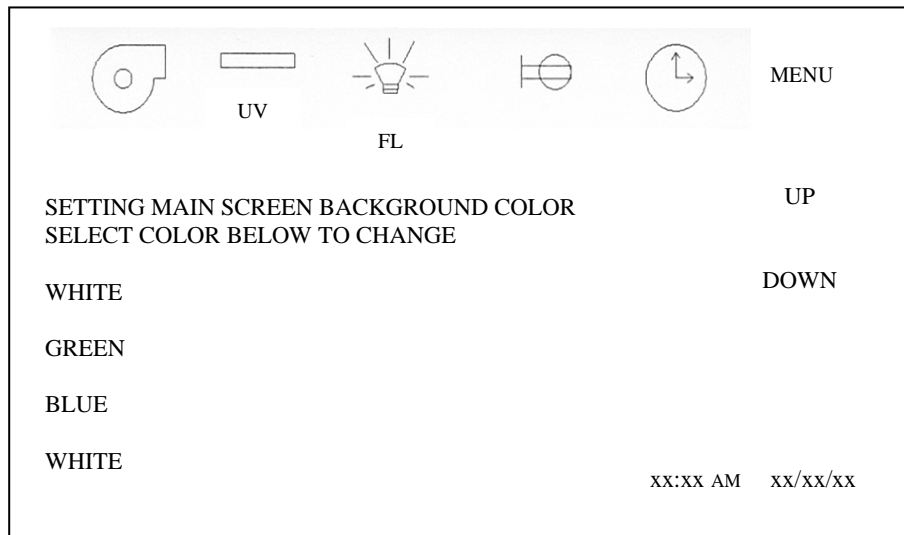 MENU
UV
FL
UP
SETTING MAIN SCREEN BACKGROUND COLOR
SELECT COLOR BELOW TO CHANGE
DOWN
WHITE
GREEN
BLUE
WHITE
xx:xx AM xx/xx/xx